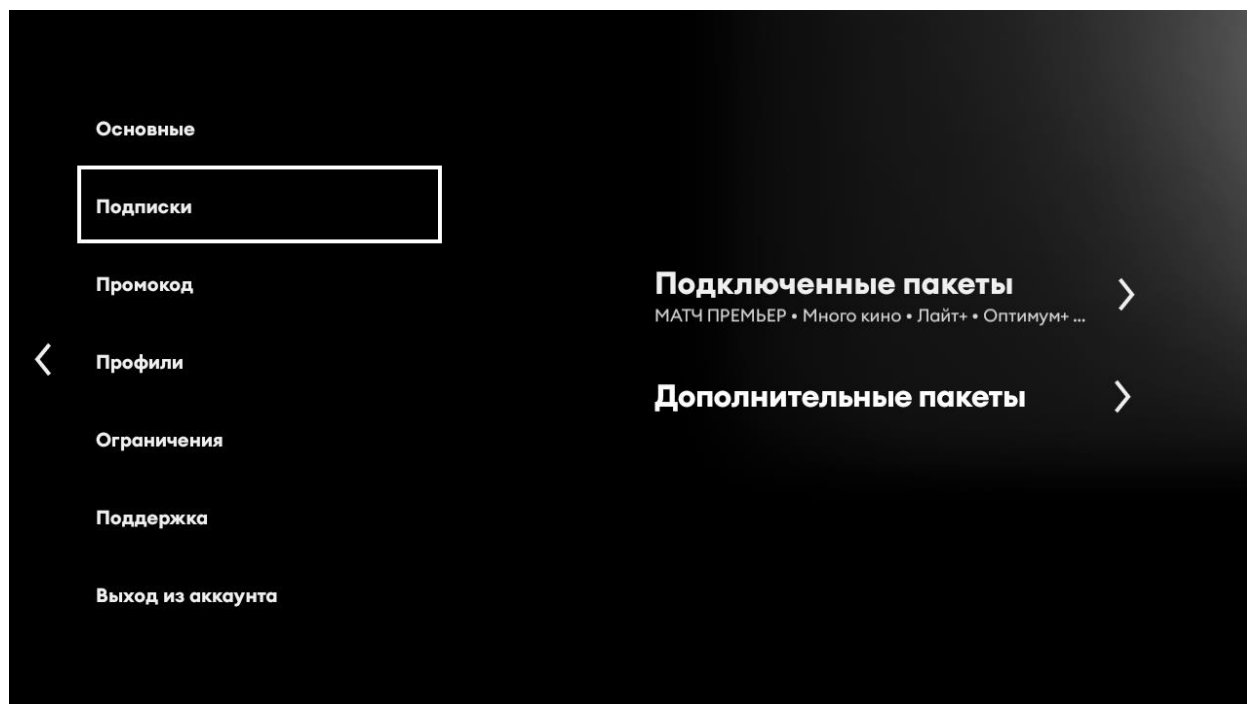 Основные
Подписки
Промокод
Профили
Ограничения
Поддержка
Выход из аккаунта
Подключенные пакеты
МАТЧ ПРЕМЬЕР • Много кино • Лайт+ • Оптимум+ ...
Дополнительные пакеты